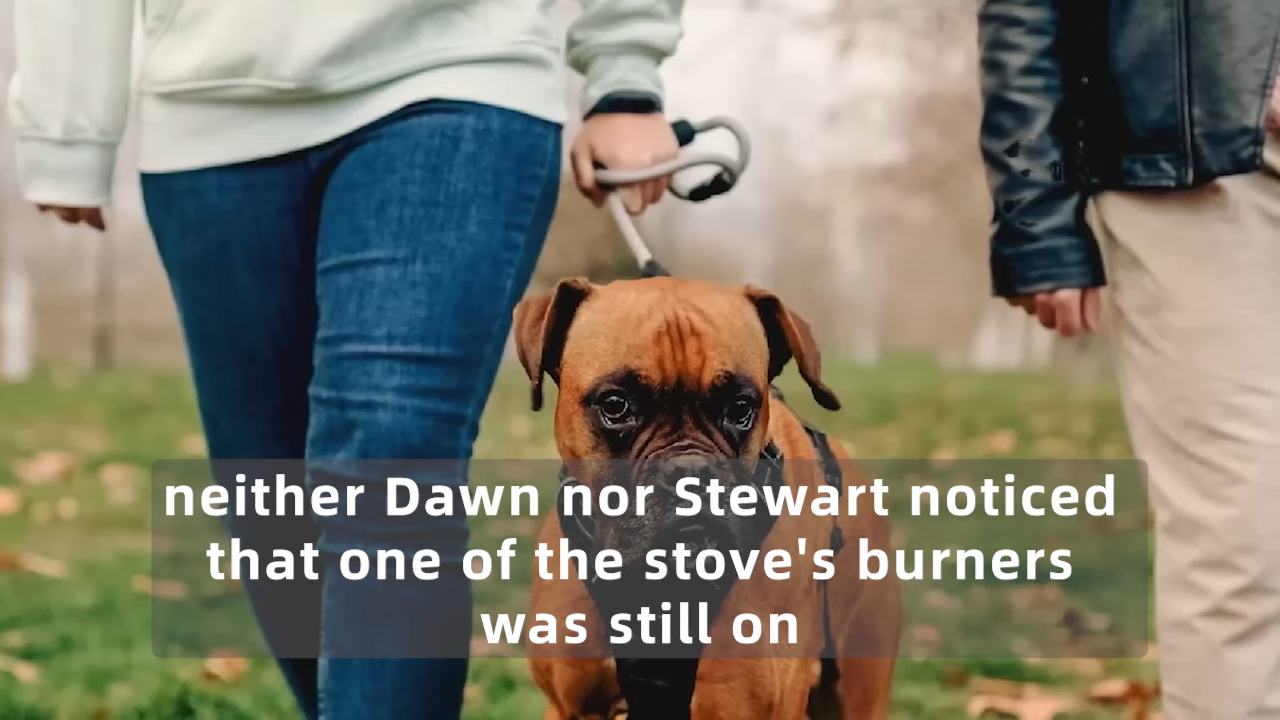 neither Dawn nor Stewart noticed
that one of the stove's burners
was still on